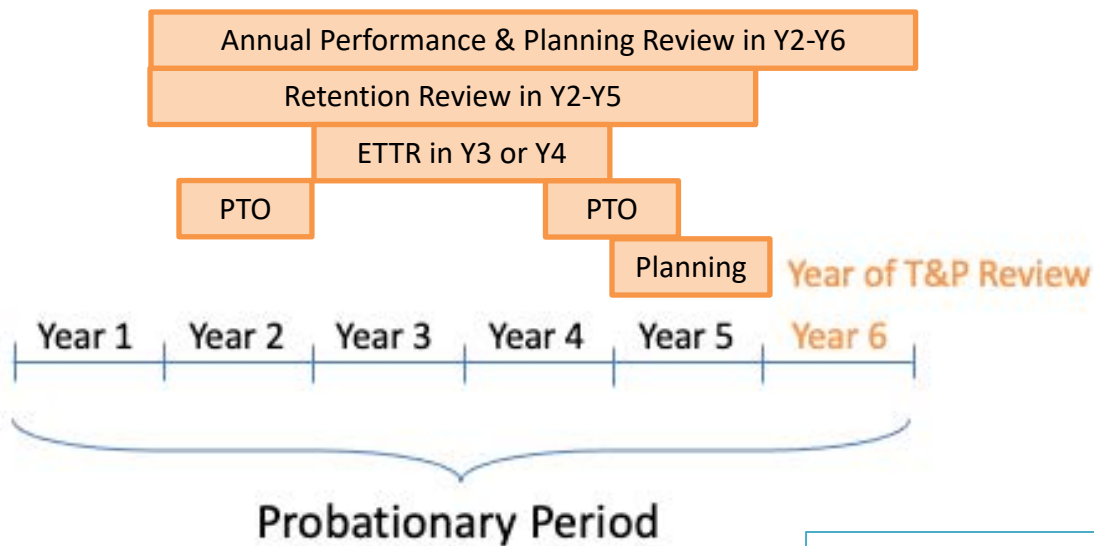 Annual Performance & Planning Review in Y2-Y6
Retention Review in Y2-Y5
ETTR in Y3 or Y4
PTO
PTO
Planning
Year of T&P Review
Year 1
Year 2
Year 3
Year 4
Year 5
Year 6
Probationary Period